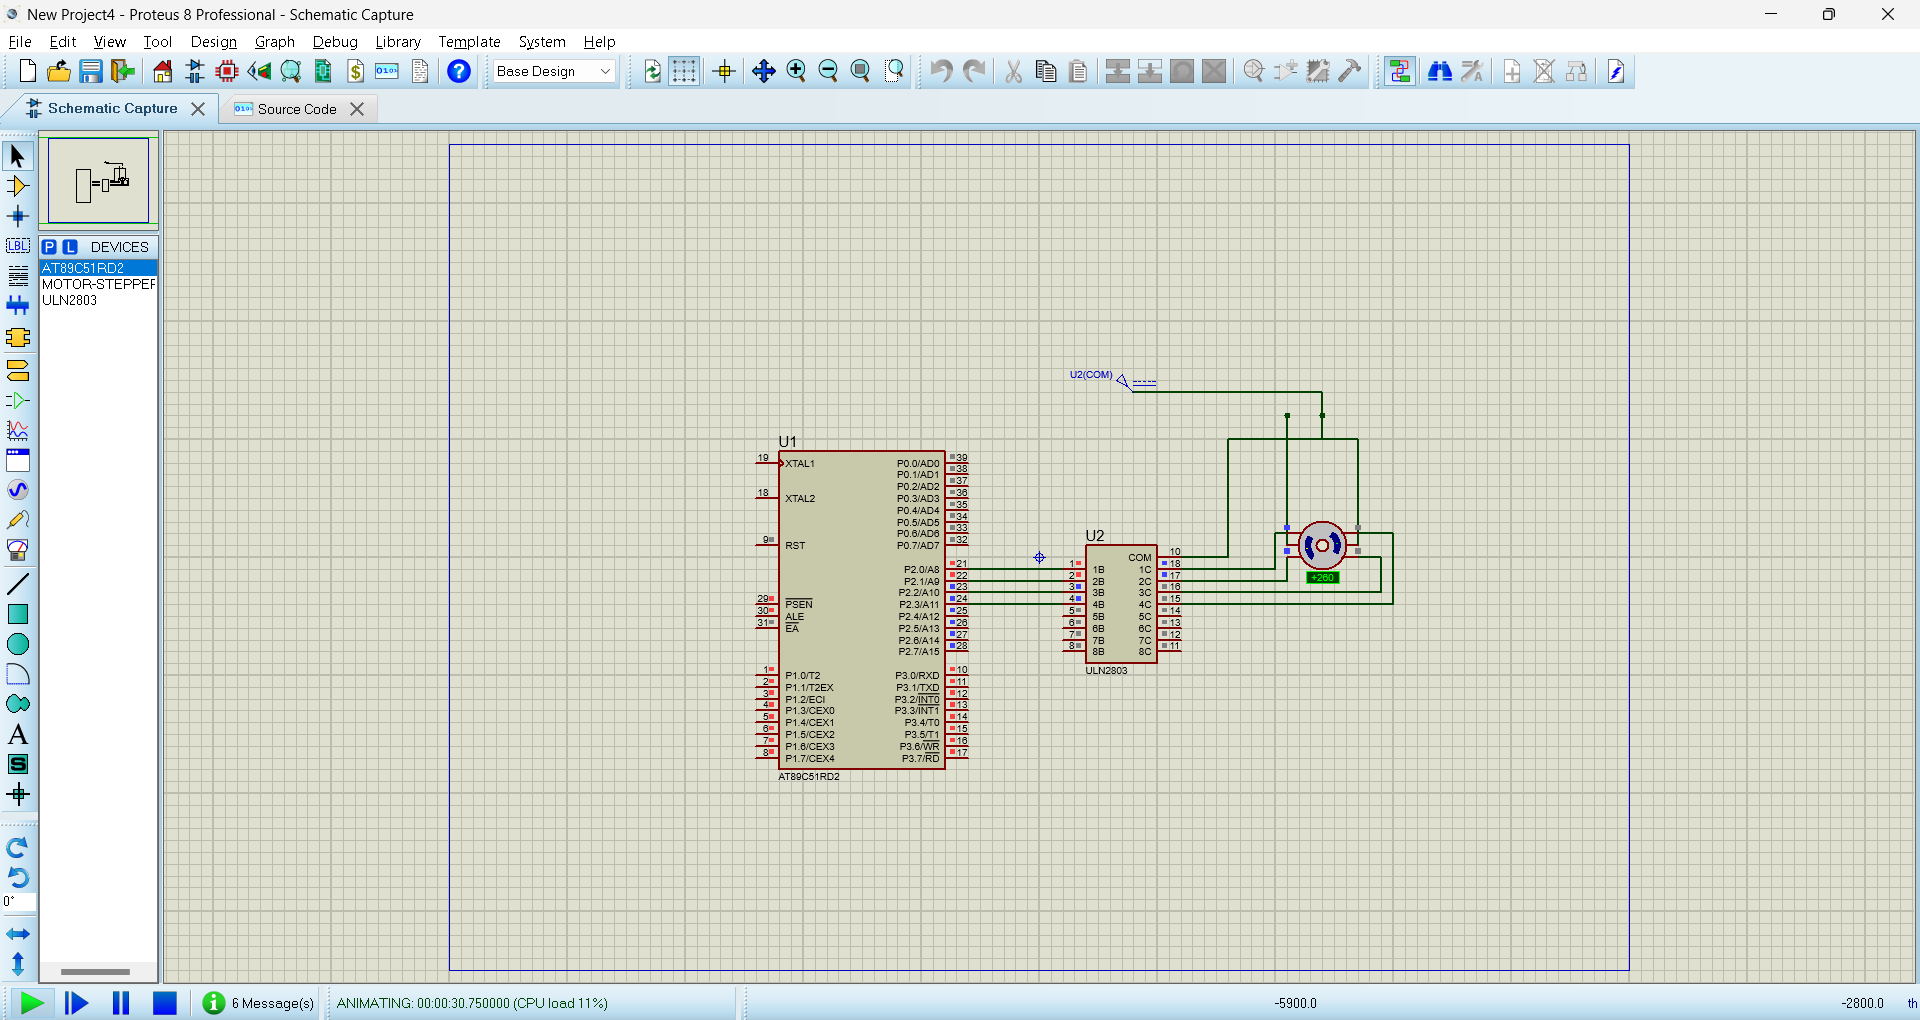 New Project4 - Proteus 8 Professional - Schematic Capture
File Edit View Tool Design Graph Debug Library Template System Help
Base Design
Schematic Capture
Source Code
P L DEVICES
AT89C51RD2
MOTOR-STEPPER
ULN2803
LBL
A
S
0°
U2(COM)
U1
19 XTAL1
18 XTAL2
9 RST
29 PSEN
30 ALE
31 EA
1 P1.0/T2
2 P1.1/T2EX
3 P1.2/ECI
4 P1.3/CEX0
5 P1.4/CEX1
6 P1.5/CEX2
7 P1.6/CEX3
8 P1.7/CEX4
P0.0/AD0 39
P0.1/AD1 38
P0.2/AD2 37
P0.3/AD3 36
P0.4/AD4 35
P0.5/AD5 34
P0.6/AD6 33
P0.7/AD7 32
P2.0/A8 21
P2.1/A9 22
P2.2/A10 23
P2.3/A11 24
P2.4/A12 25
P2.5/A13 26
P2.6/A14 27
P2.7/A15 28
P3.0/RXD 10
P3.1/TXD 11
P3.2/INT0 12
P3.3/INT1 13
P3.4/T0 14
P3.5/T1 15
P3.6/WR 16
P3.7/RD 17
AT89C51RD2
U2
COM 10
1 1B 1C 18
2 2B 2C 17
3 3B 3C 16
4 4B 4C 15
5 5B 5C 14
6 6B 6C 13
7 7B 7C 12
8 8B 8C 11
ULN2803
+260
6 Message(s)
ANIMATING: 00:00:30.750000 (CPU load 11%)
-5900.0
-2800.0
th